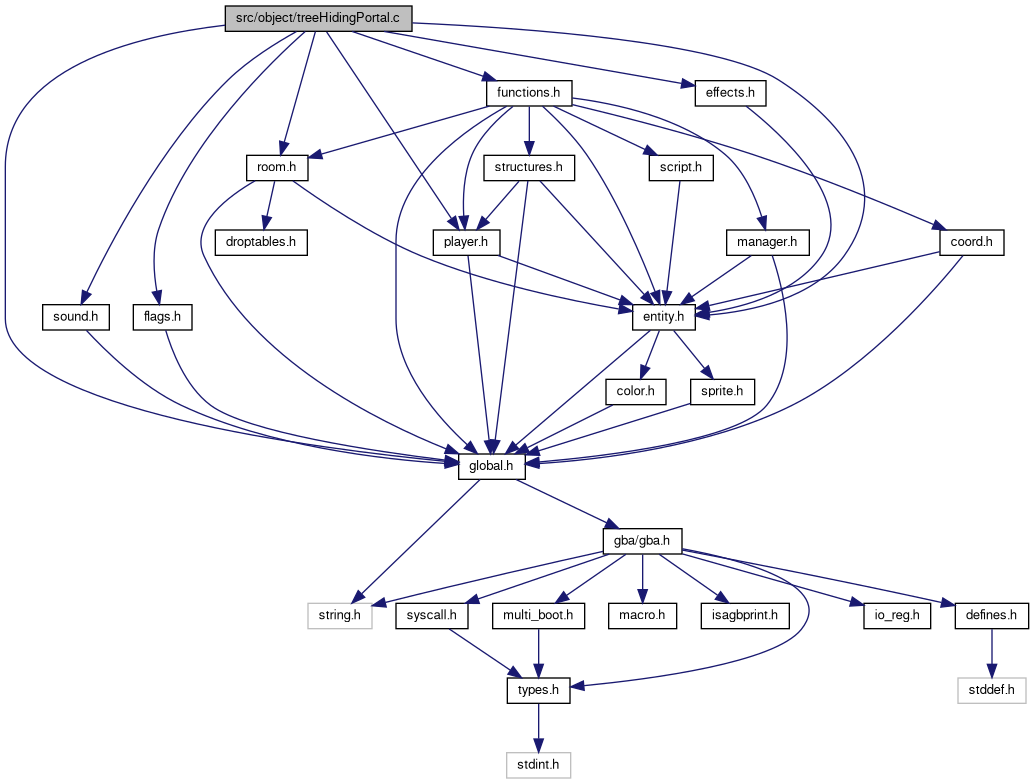 src/object/treeHidingPortal.c
functions.h
effects.h
room.h
structures.h
script.h
droptables.h
player.h
manager.h
coord.h
sound.h
flags.h
entity.h
color.h
sprite.h
global.h
gba/gba.h
string.h
syscall.h
multi_boot.h
macro.h
isagbprint.h
io_reg.h
defines.h
types.h
stddef.h
stdint.h